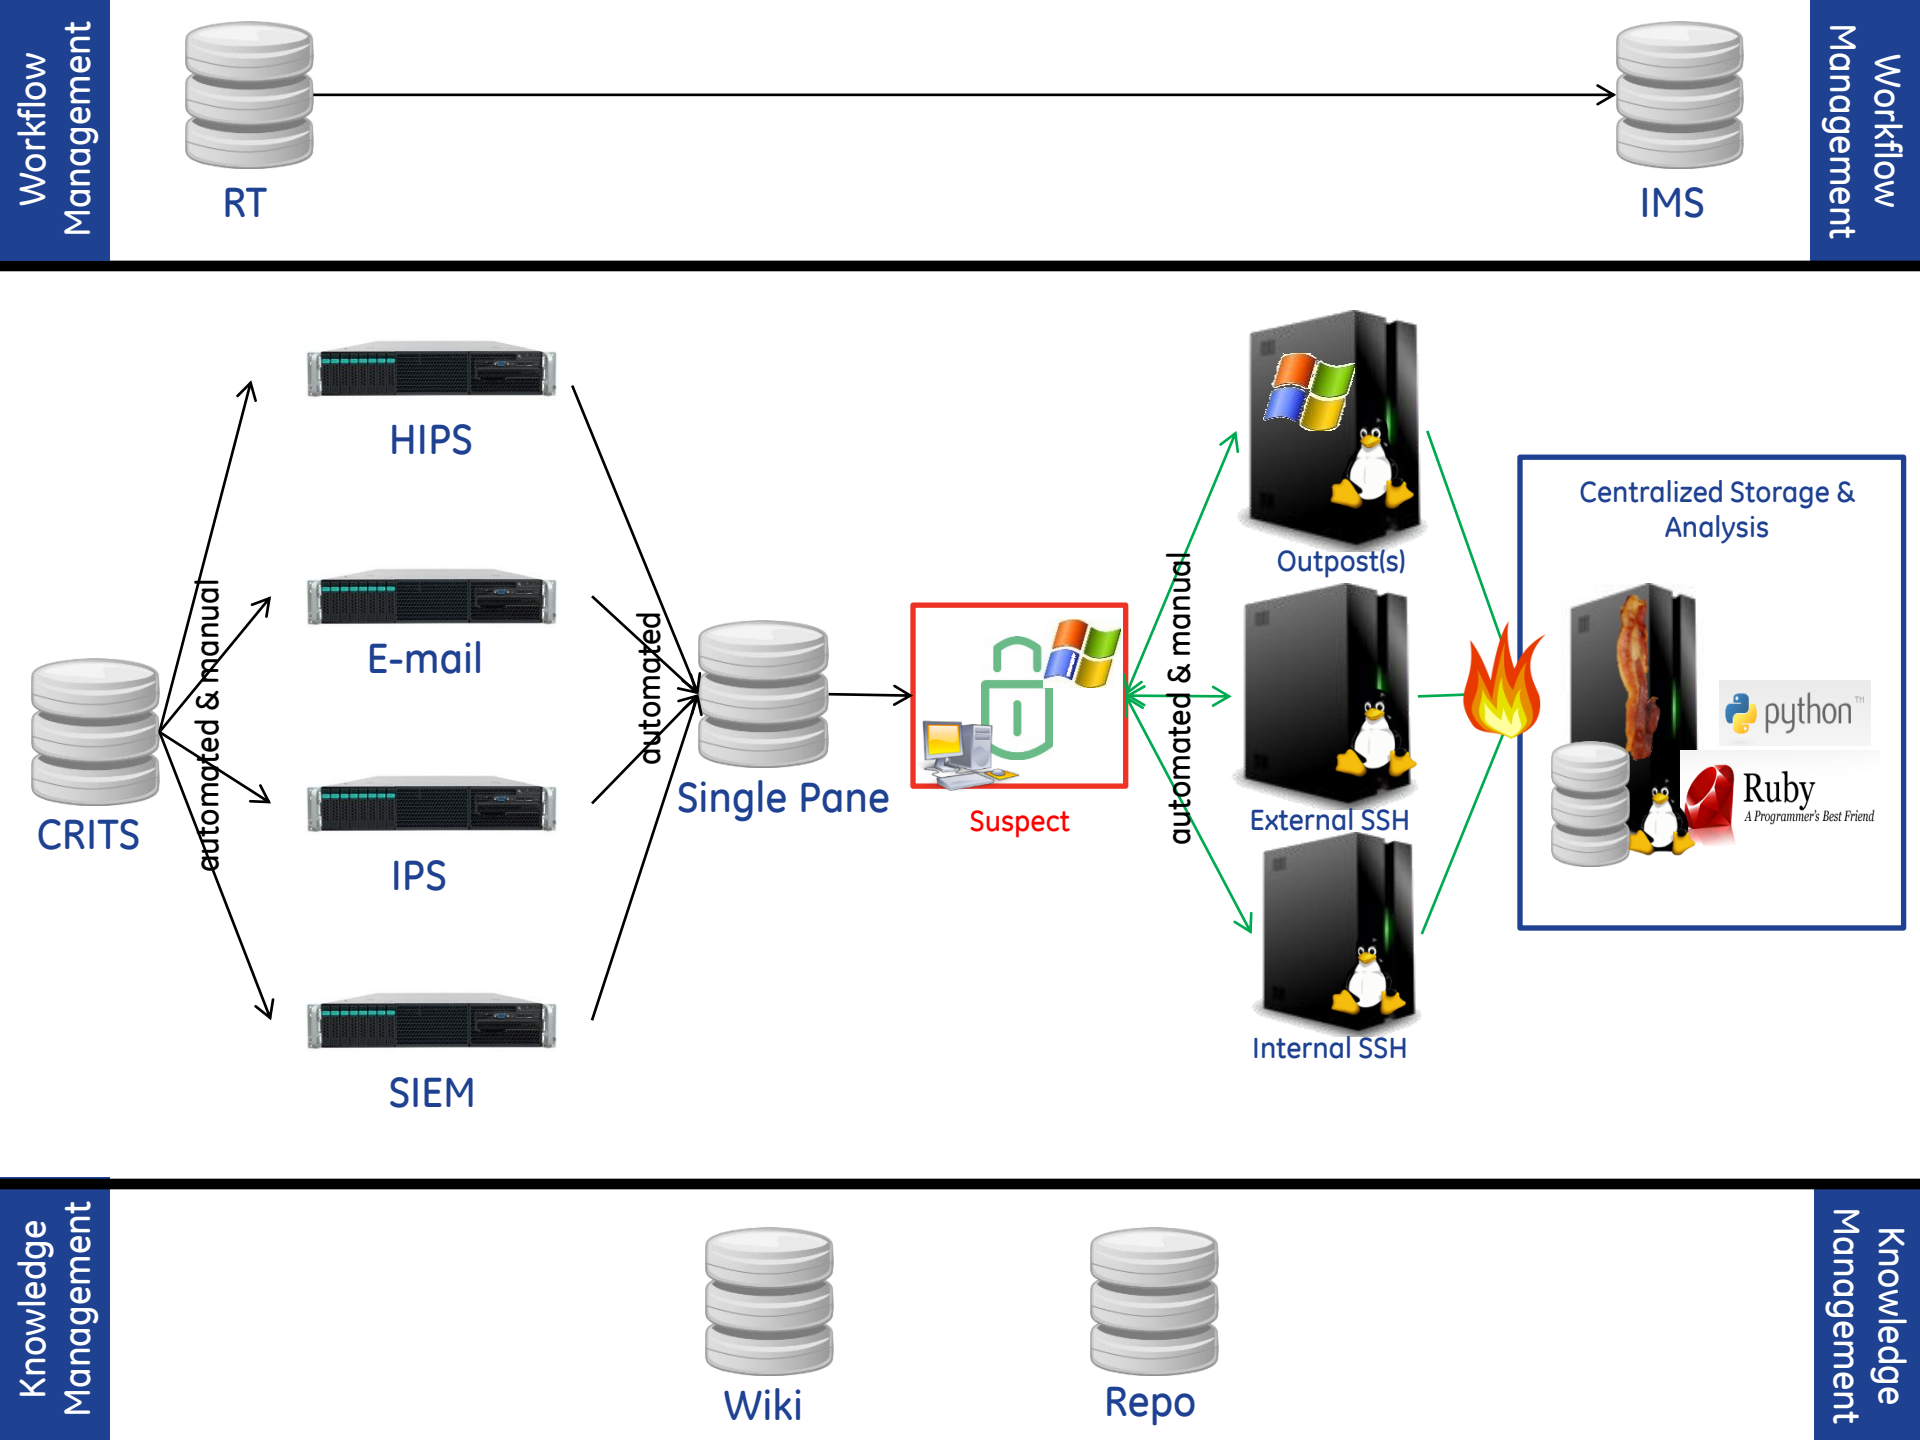 Workflow
Management
RT
IMS
Workflow
Management
HIPS
E-mail
IPS
SIEM
CRITS
automated & manual
automated
Single Pane
Suspect
automated & manual
Outpost(s)
External SSH
Internal SSH
Centralized Storage &
Analysis
python™
Ruby
A Programmer's Best Friend
Knowledge
Management
Wiki
Repo
Knowledge
Management